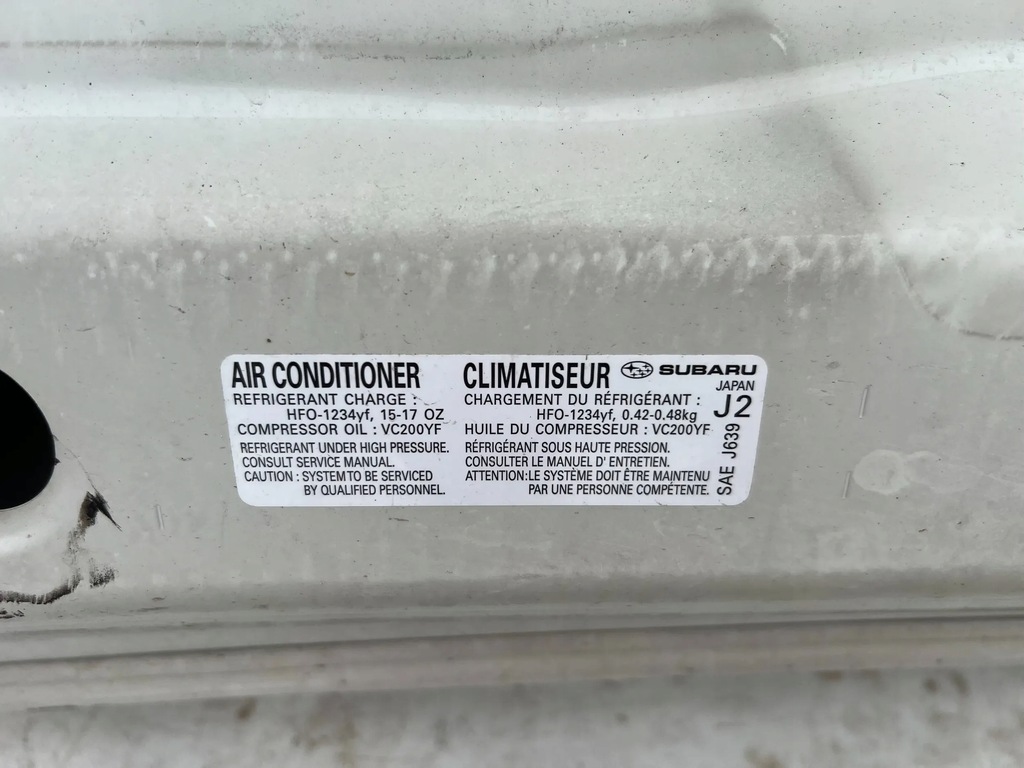 AIR CONDITIONER
REFRIGERANT CHARGE :
HFO-1234yf, 15-17 OZ
COMPRESSOR OIL : VC200YF
REFRIGERANT UNDER HIGH PRESSURE.
CONSULT SERVICE MANUAL.
CAUTION : SYSTEM TO BE SERVICED
BY QUALIFIED PERSONNEL.
CLIMATISEUR
CHARGEMENT DU RÉFRIGÉRANT :
HFO-1234yf, 0.42-0.48kg
HUILE DU COMPRESSEUR : VC200YF
RÉFRIGÉRANT SOUS HAUTE PRESSION.
CONSULTER LE MANUEL D' ENTRETIEN.
ATTENTION:LE SYSTÈME DOIT ÊTRE MAINTENU
PAR UNE PERSONNE COMPÉTENTE.
SUBARU
JAPAN
J2
SAE J639